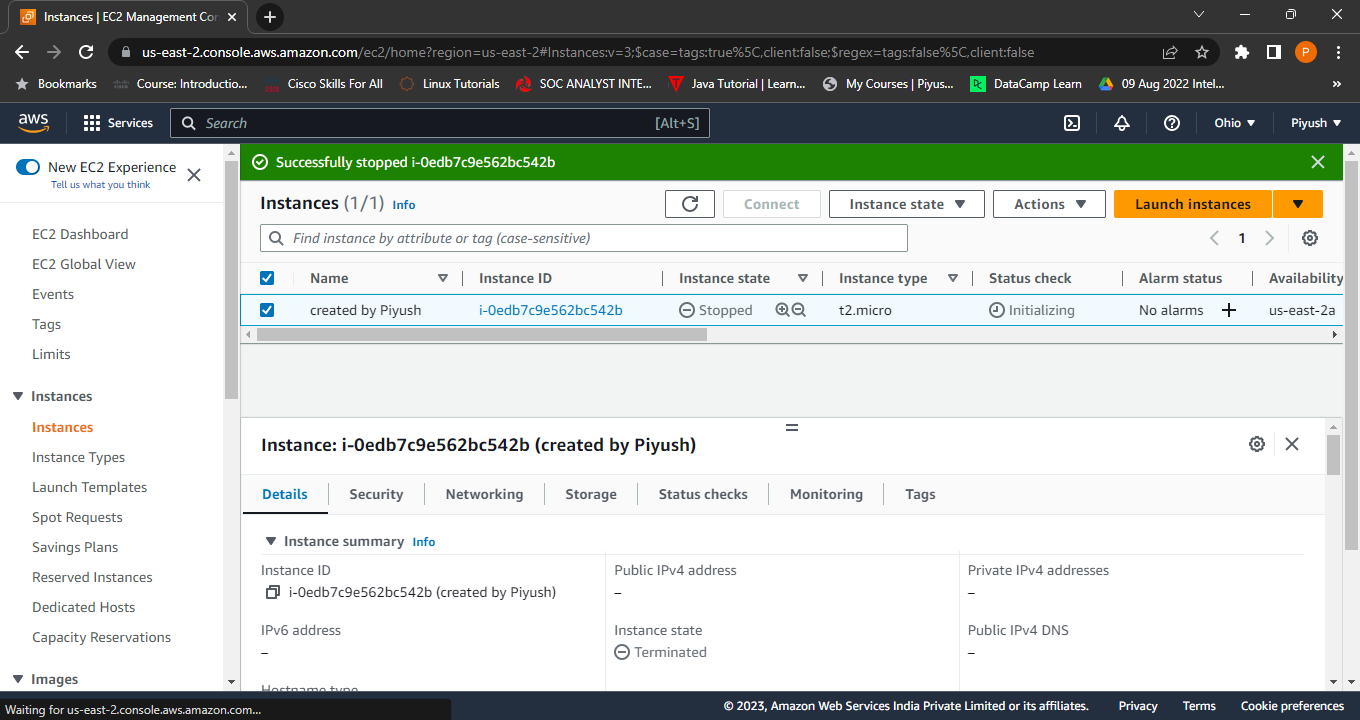 Instances | EC2 Management Con
us-east-2.console.aws.amazon.com/ec2/home?region=us-east-2#Instances:v=3;$case=tags:true%5C,client:false;$regex=tags:false%5C,client:false
P
Bookmarks
Course: Introductio...
Cisco Skills For All
Linux Tutorials
SOC ANALYST INTE...
Java Tutorial | Learn...
My Courses | Piyus...
DataCamp Learn
09 Aug 2022 Intel...
»
aws
Services
Search [Alt+S]
Ohio
Piyush
New EC2 Experience
Tell us what you think
EC2 Dashboard
EC2 Global View
Events
Tags
Limits
Instances
Instances
Instance Types
Launch Templates
Spot Requests
Savings Plans
Reserved Instances
Dedicated Hosts
Capacity Reservations
Images
Successfully stopped i-0edb7c9e562bc542b
Instances (1/1) Info
Connect
Instance state
Actions
Launch instances
Find instance by attribute or tag (case-sensitive)
1
Name Instance ID Instance state Instance type Status check Alarm status Availability
created by Piyush i-0edb7c9e562bc542b Stopped t2.micro Initializing No alarms us-east-2a
Instance: i-0edb7c9e562bc542b (created by Piyush)
Details Security Networking Storage Status checks Monitoring Tags
Instance summary Info
Instance ID
i-0edb7c9e562bc542b (created by Piyush)
Public IPv4 address
–
Private IPv4 addresses
–
IPv6 address
–
Instance state
Terminated
Public IPv4 DNS
–
Hostname type
Waiting for us-east-2.console.aws.amazon.com...
© 2023, Amazon Web Services India Private Limited or its affiliates. Privacy Terms Cookie preferences